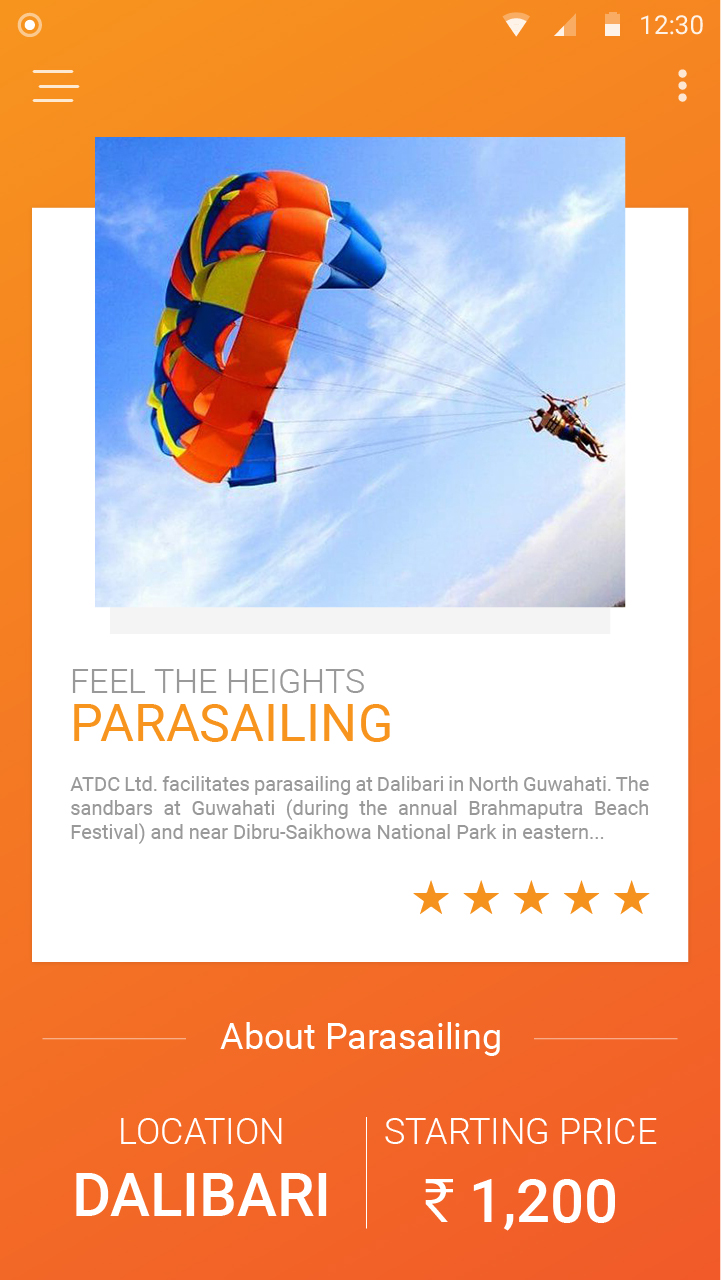 12:30
FEEL THE HEIGHTS
PARASAILING
ATDC Ltd. facilitates parasailing at Dalibari in North Guwahati. The
sandbars at Guwahati (during the annual Brahmaputra Beach
Festival) and near Dibru-Saikhowa National Park in eastern...
About Parasailing
LOCATION
DALIBARI
STARTING PRICE
₹ 1,200